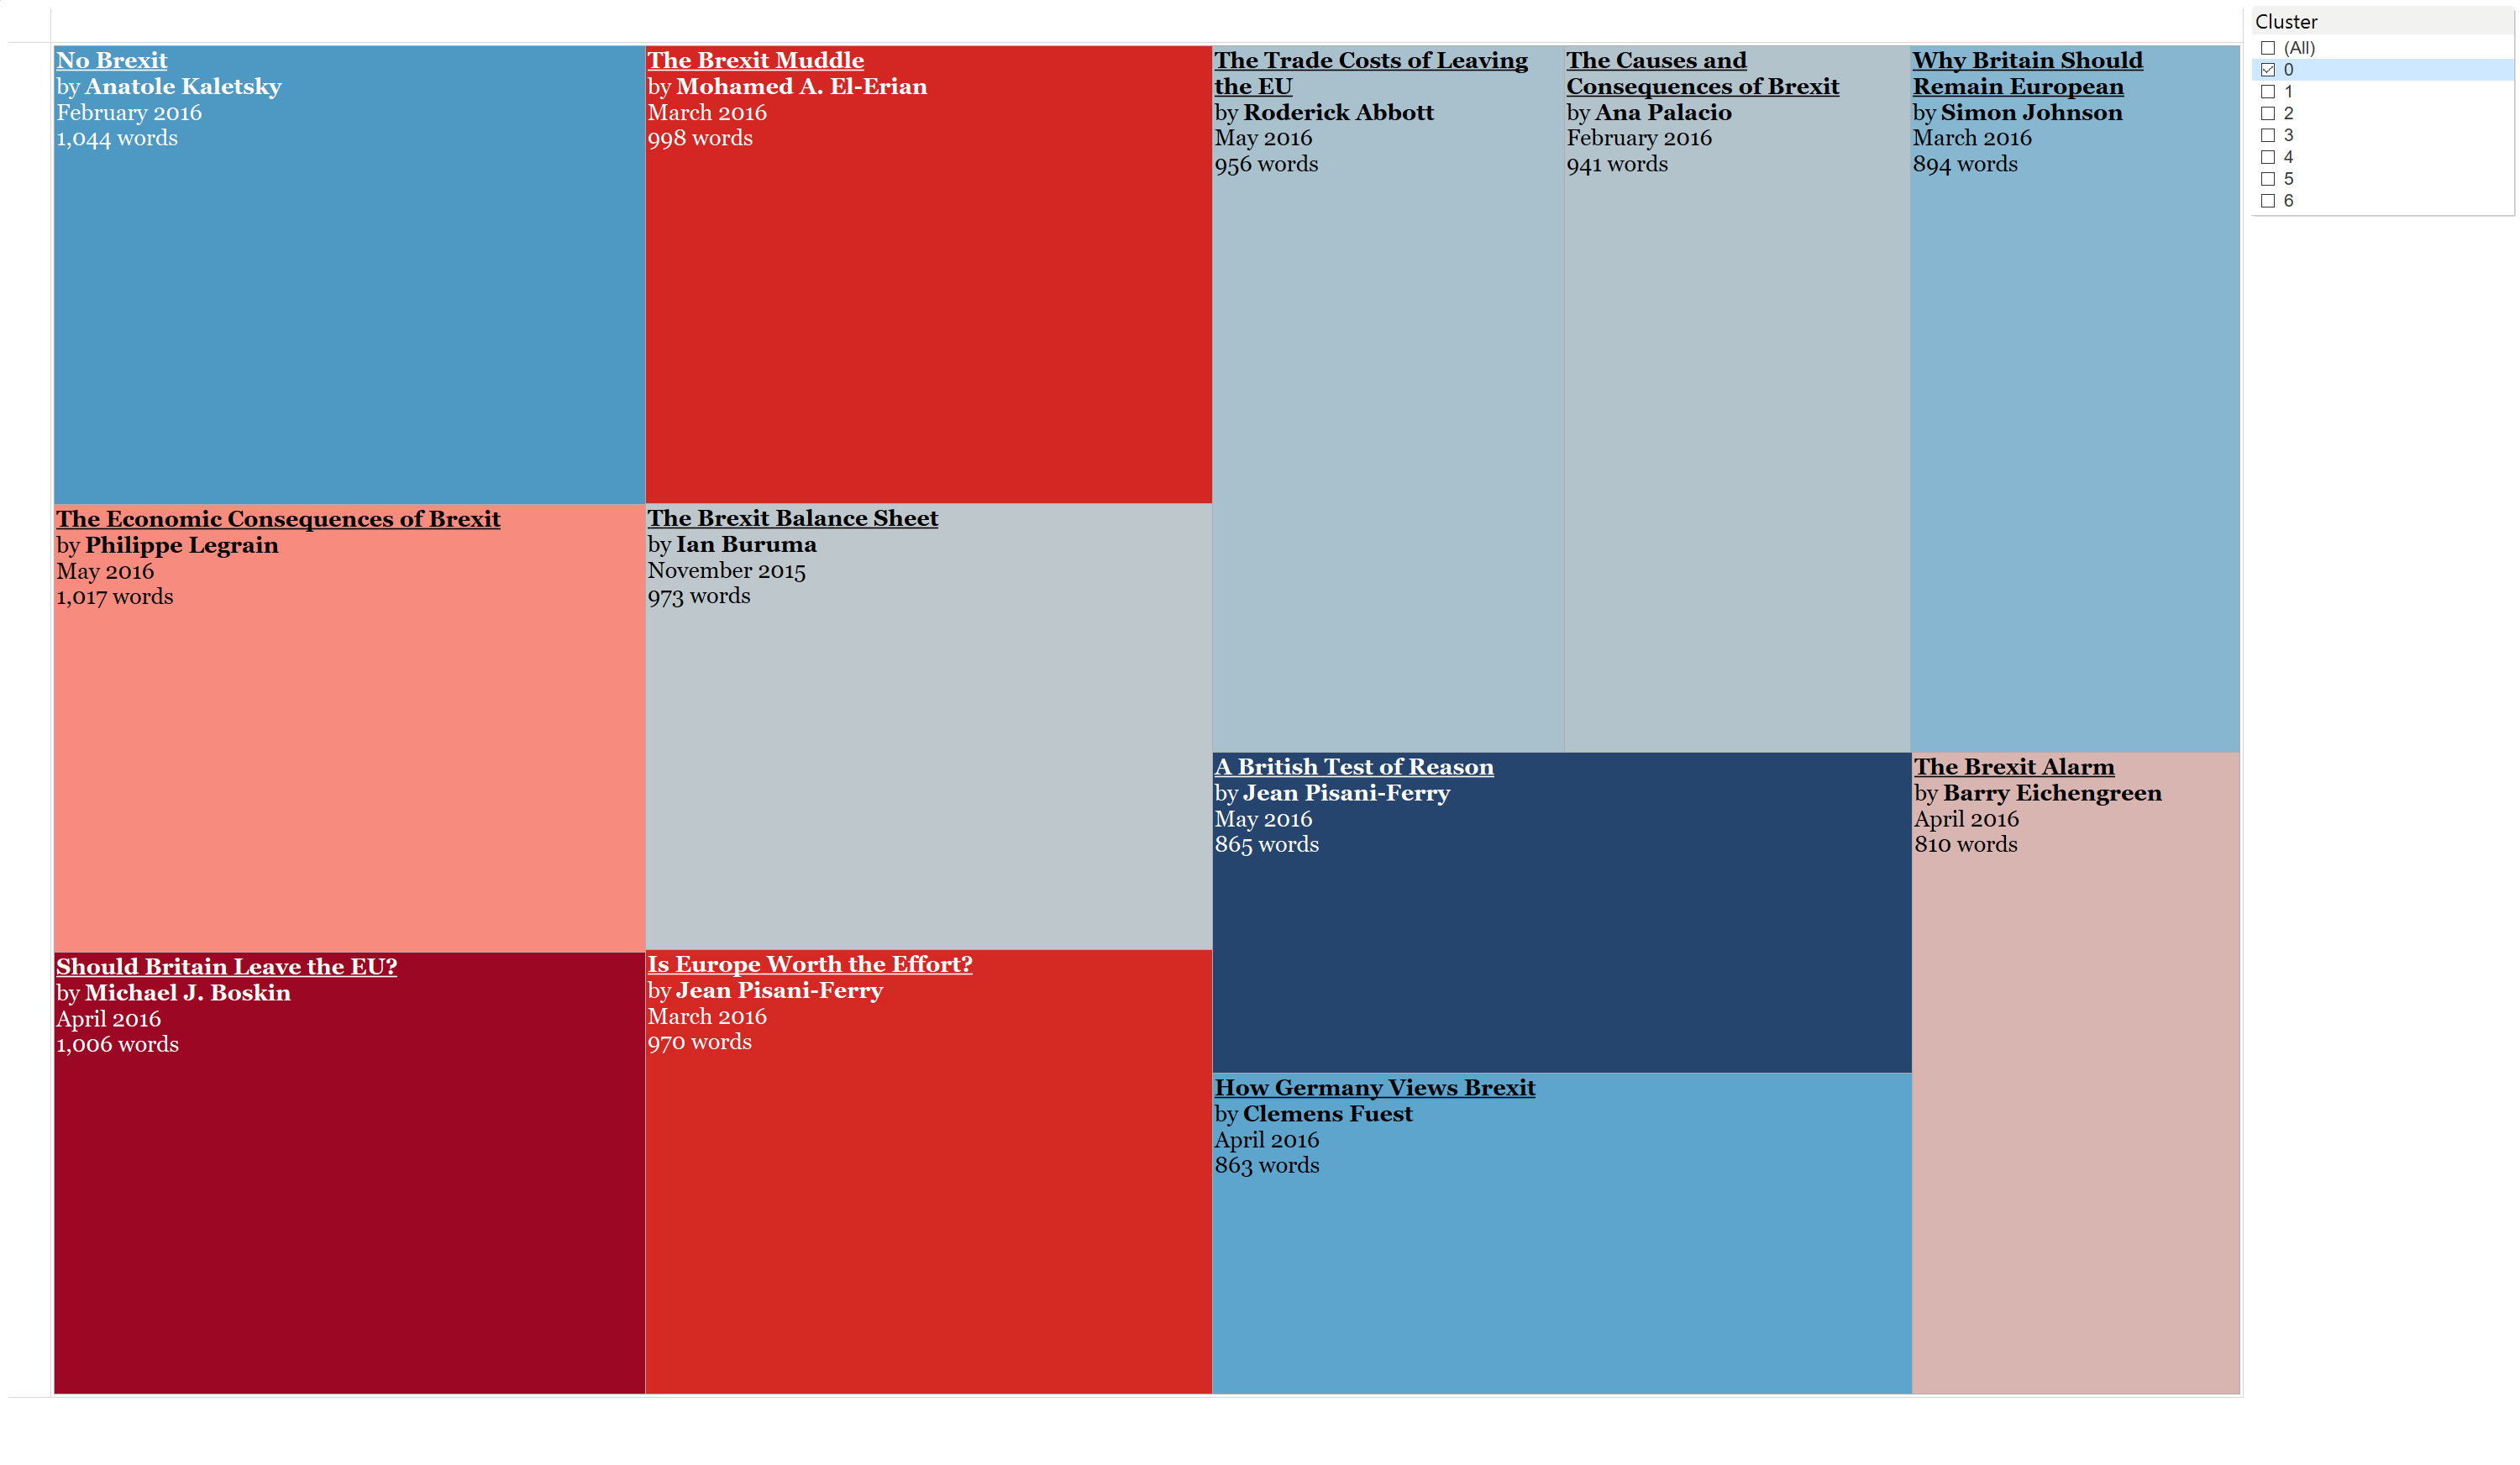 No Brexit
by Anatole Kaletsky
February 2016
1,044 words
The Brexit Muddle
by Mohamed A. El-Erian
March 2016
998 words
The Trade Costs of Leaving
the EU
by Roderick Abbott
May 2016
956 words
The Causes and
Consequences of Brexit
by Ana Palacio
February 2016
941 words
Why Britain Should
Remain European
by Simon Johnson
March 2016
894 words
The Economic Consequences of Brexit
by Philippe Legrain
May 2016
1,017 words
The Brexit Balance Sheet
by Ian Buruma
November 2015
973 words
A British Test of Reason
by Jean Pisani-Ferry
May 2016
865 words
The Brexit Alarm
by Barry Eichengreen
April 2016
810 words
Should Britain Leave the EU?
by Michael J. Boskin
April 2016
1,006 words
Is Europe Worth the Effort?
by Jean Pisani-Ferry
March 2016
970 words
How Germany Views Brexit
by Clemens Fuest
April 2016
863 words
Cluster
(All)
0
1
2
3
4
5
6